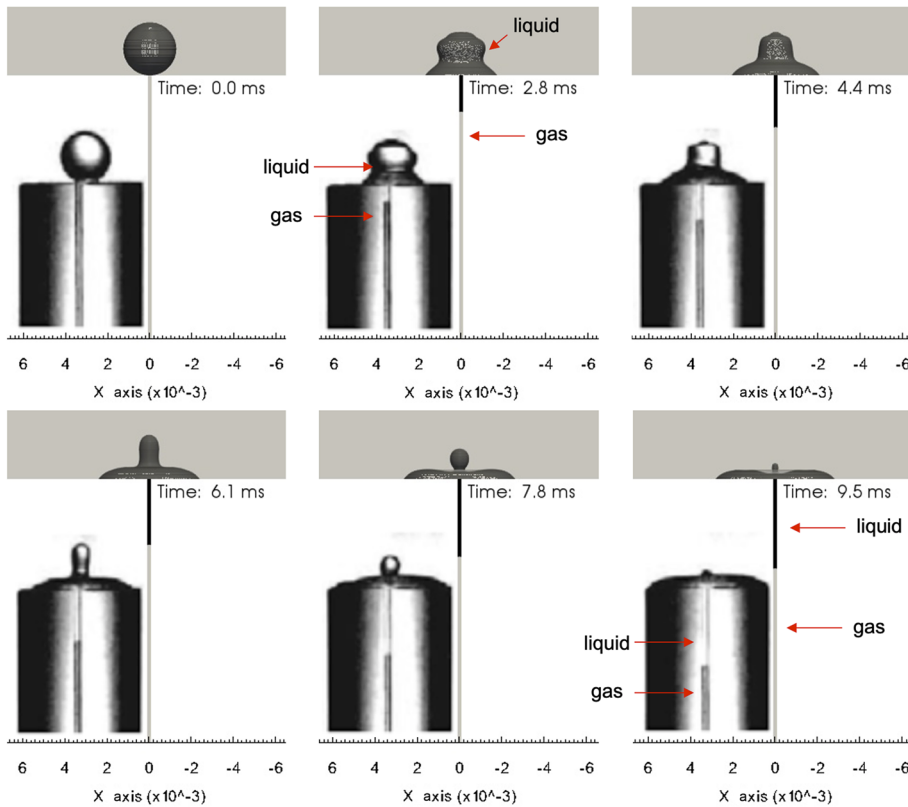 liquid
Time: 0.0 ms
Time: 2.8 ms
Time: 4.4 ms
gas
liquid
gas
6 4 2 0 -2 -4 -6
6 4 2 0 -2 -4 -6
6 4 2 0 -2 -4 -6
X axis (x10^-3)
X axis (x10^-3)
X axis (x10^-3)
Time: 6.1 ms
Time: 7.8 ms
Time: 9.5 ms
liquid
gas
liquid
gas
6 4 2 0 -2 -4 -6
6 4 2 0 -2 -4 -6
6 4 2 0 -2 -4 -6
X axis (x10^-3)
X axis (x10^-3)
X axis (x10^-3)